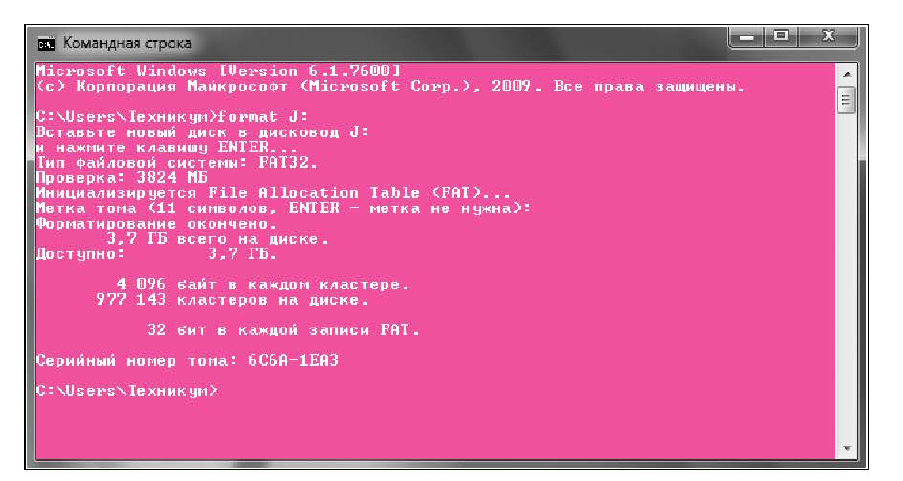 Командная строка
Microsoft Windows [Version 6.1.7600]
(c) Корпорация Майкрософт (Microsoft Corp.), 2009. Все права защищены.
C:\Users\Техникум>format J:
Вставьте новый диск в дисковод J:
и нажмите клавишу ENTER...
Тип файловой системы: FAT32.
Проверка: 3824 МБ
Инициализируется File Allocation Table (FAT)...
Метка тома (11 символов, ENTER - метка не нужна):
Форматирование окончено.
3,7 ГБ всего на диске.
Доступно: 3,7 ГБ.
4 096 байт в каждом кластере.
977 143 кластеров на диске.
32 бит в каждой записи FAT.
Серийный номер тома: 6C6A-1EA3
C:\Users\Техникум>